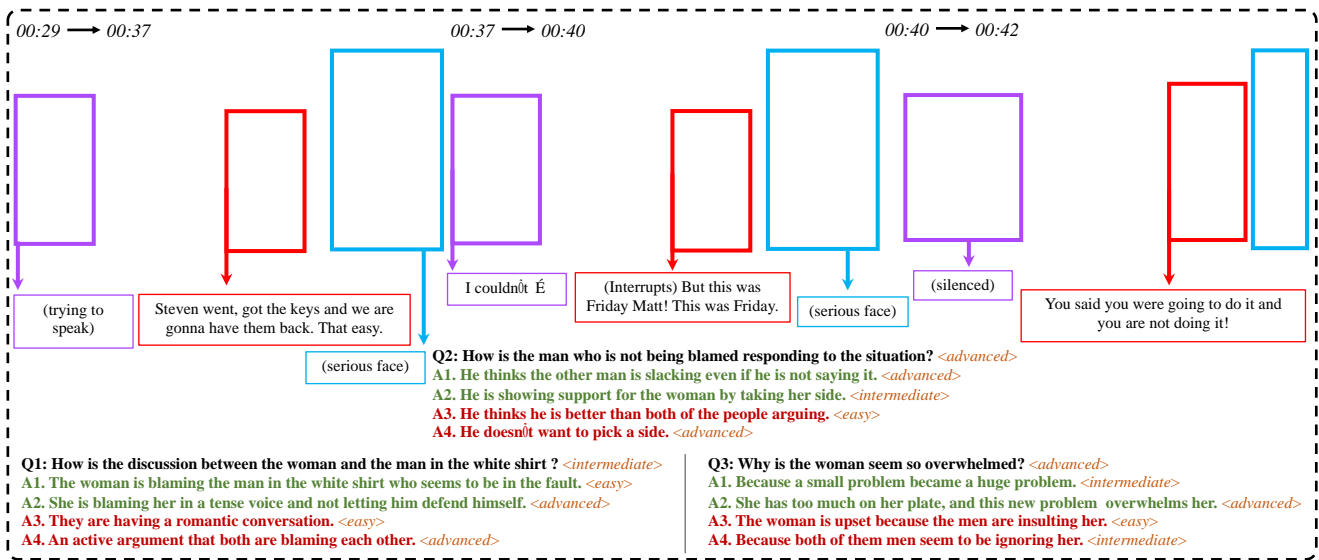 00:29 → 00:37
00:37 → 00:40
00:40 → 00:42
(trying to
speak)
Steven went, got the keys and we are
gonna have them back. That easy.
(serious face)
I couldnÕt É
(Interrupts) But this was
Friday Matt! This was Friday.
(serious face)
(silenced)
You said you were going to do it and
you are not doing it!
Q2: How is the man who is not being blamed responding to the situation? <advanced>
A1. He thinks the other man is slacking even if he is not saying it. <advanced>
A2. He is showing support for the woman by taking her side. <intermediate>
A3. He thinks he is better than both of the people arguing. <easy>
A4. He doesnÕt want to pick a side. <advanced>
Q1: How is the discussion between the woman and the man in the white shirt ? <intermediate>
A1. The woman is blaming the man in the white shirt who seems to be in the fault. <easy>
A2. She is blaming her in a tense voice and not letting him defend himself. <advanced>
A3. They are having a romantic conversation. <easy>
A4. An active argument that both are blaming each other. <advanced>
Q3: Why is the woman seem so overwhelmed? <advanced>
A1. Because a small problem became a huge problem. <intermediate>
A2. She has too much on her plate, and this new problem overwhelms her. <advanced>
A3. The woman is upset because the men are insulting her. <easy>
A4. Because both of them men seem to be ignoring her. <intermediate>